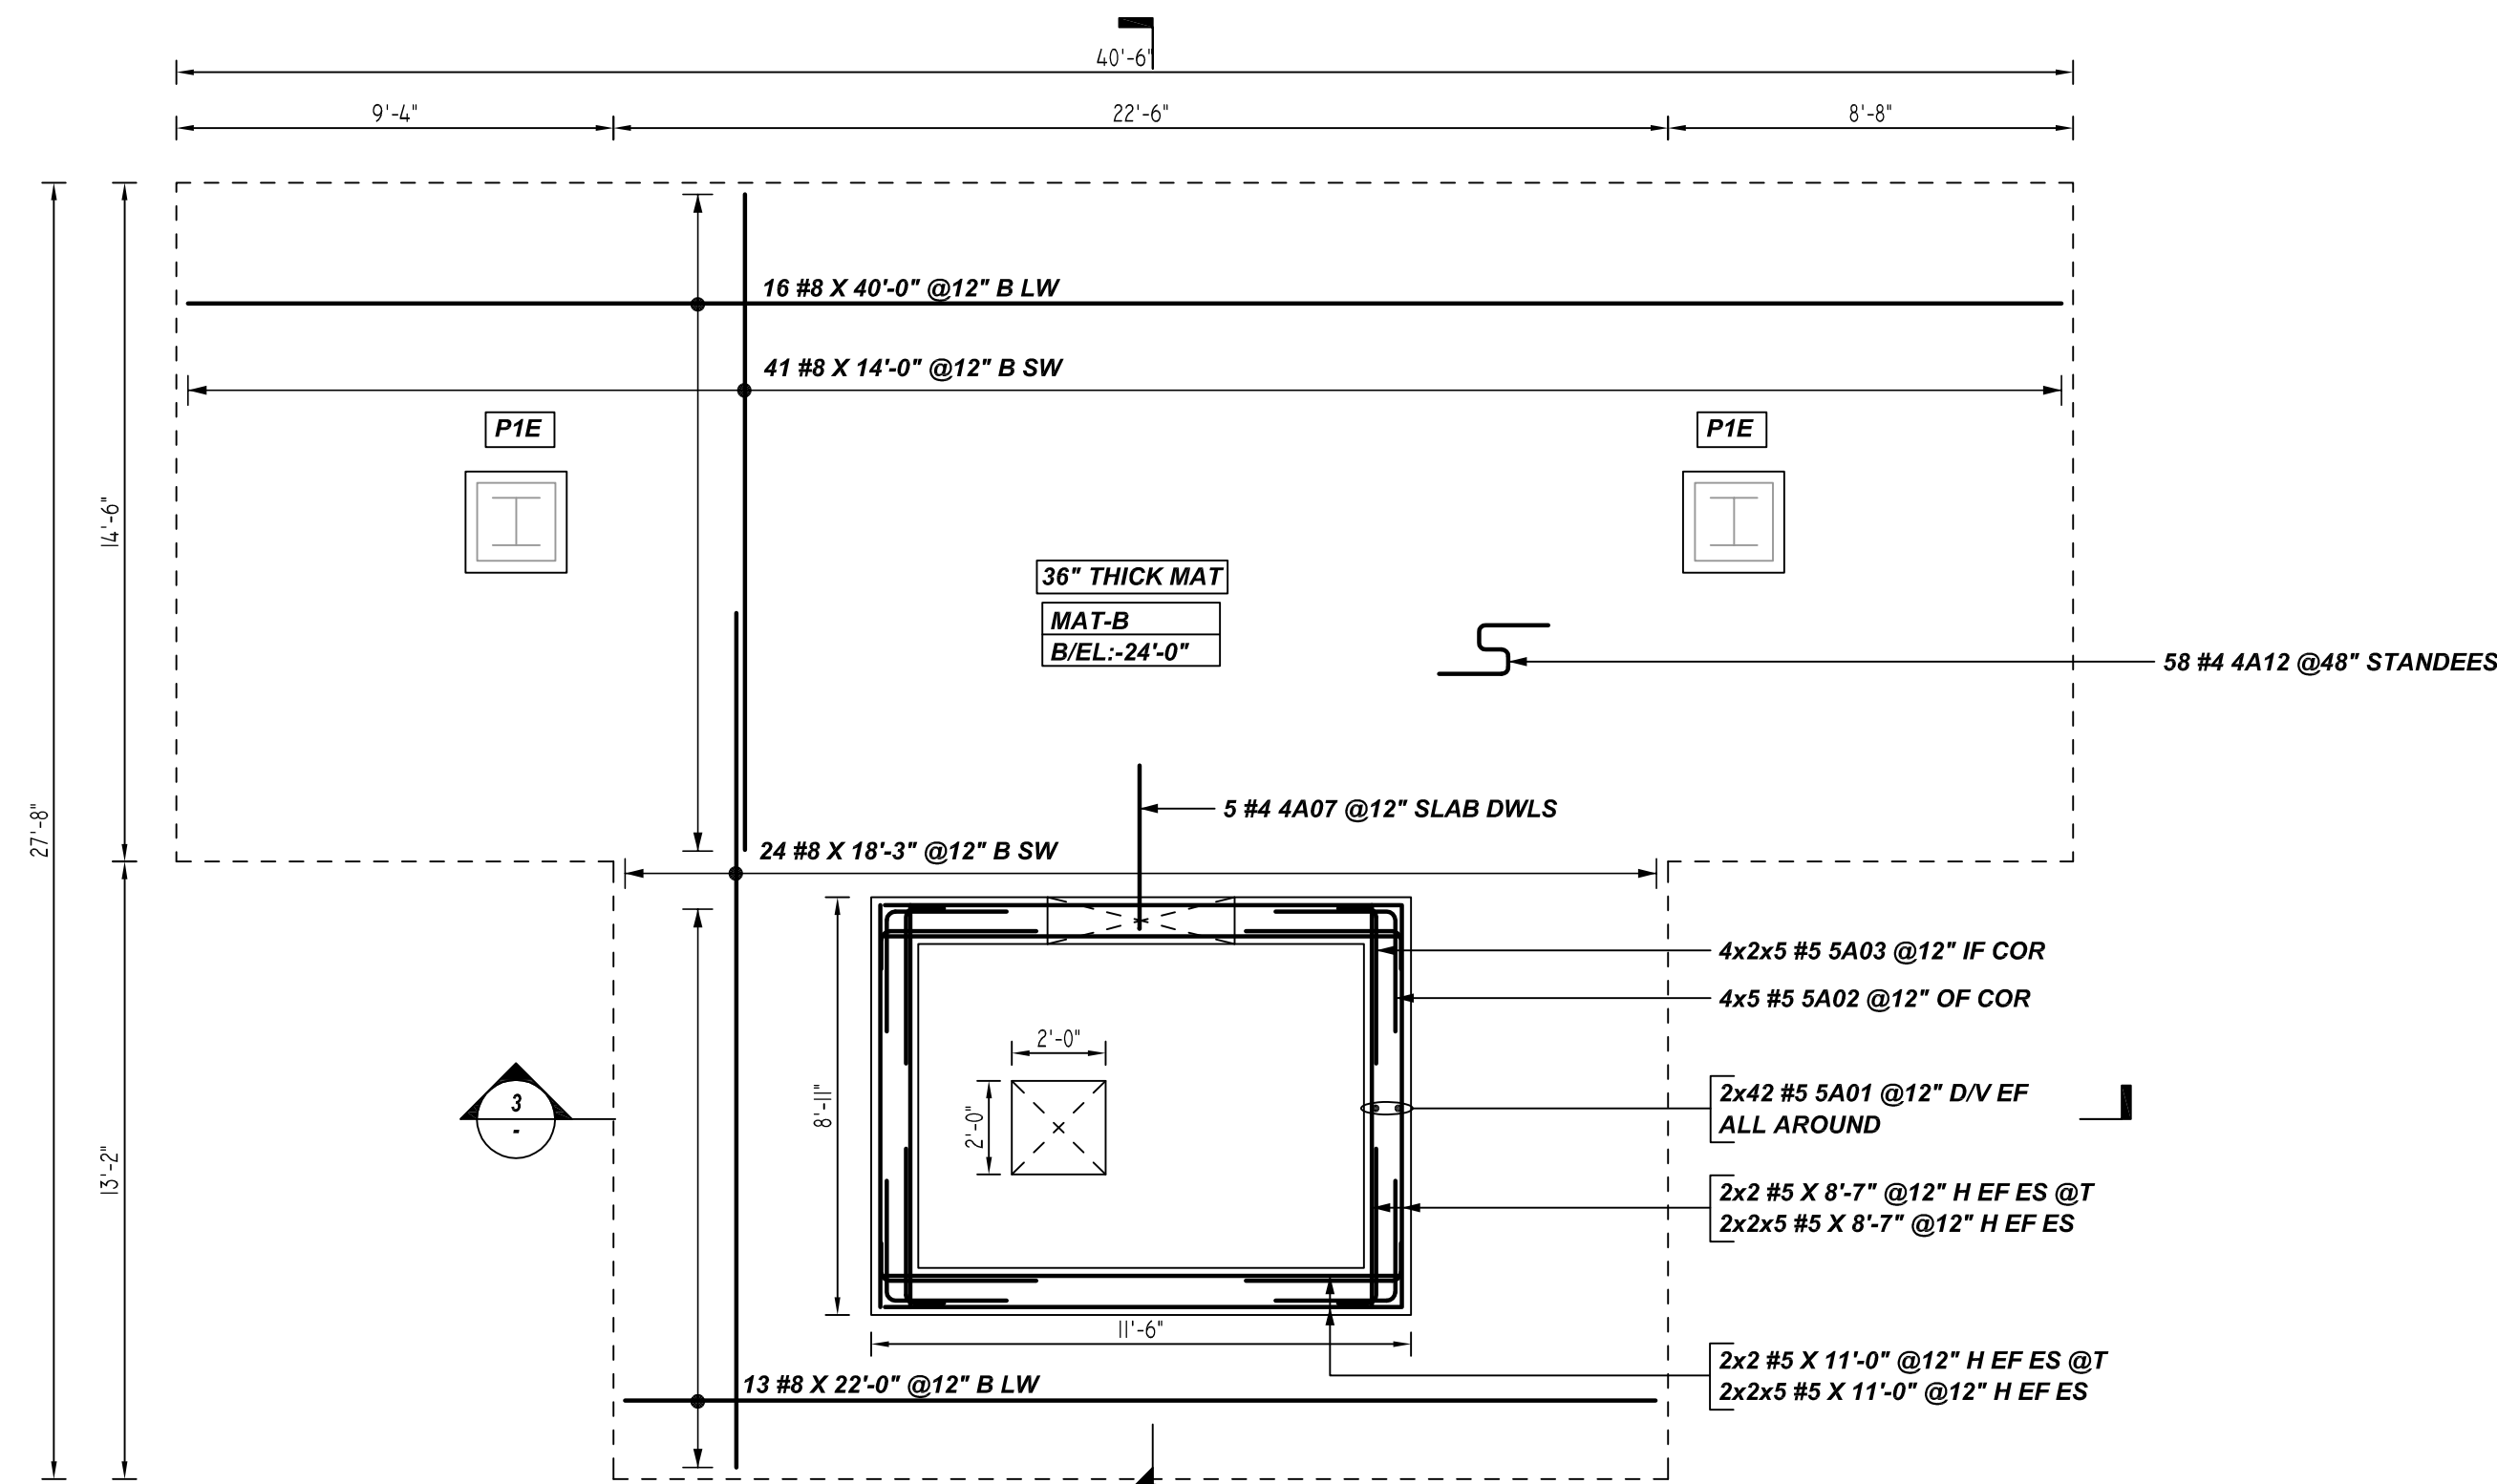 40'-6"
9'-4"
22'-6"
8'-8"
16 #8 X 40'-0" @12" B LW
41 #8 X 14'-0" @12" B SW
P1E
P1E
14'-6"
36" THICK MAT
MAT-B
B/EL:-24'-0"
58 #4 4A12 @48" STANDEES
27'-8"
5 #4 4A07 @12" SLAB DWLS
24 #8 X 18'-3" @12" B SW
4x2x5 #5 5A03 @12" IF COR
4x5 #5 5A02 @12" OF COR
2'-0"
2'-0"
8'-11"
3
-
2x42 #5 5A01 @12" D/V EF
ALL AROUND
13'-2"
2x2 #5 X 8'-7" @12" H EF ES @T
2x2x5 #5 X 8'-7" @12" H EF ES
11'-6"
13 #8 X 22'-0" @12" B LW
2x2 #5 X 11'-0" @12" H EF ES @T
2x2x5 #5 X 11'-0" @12" H EF ES